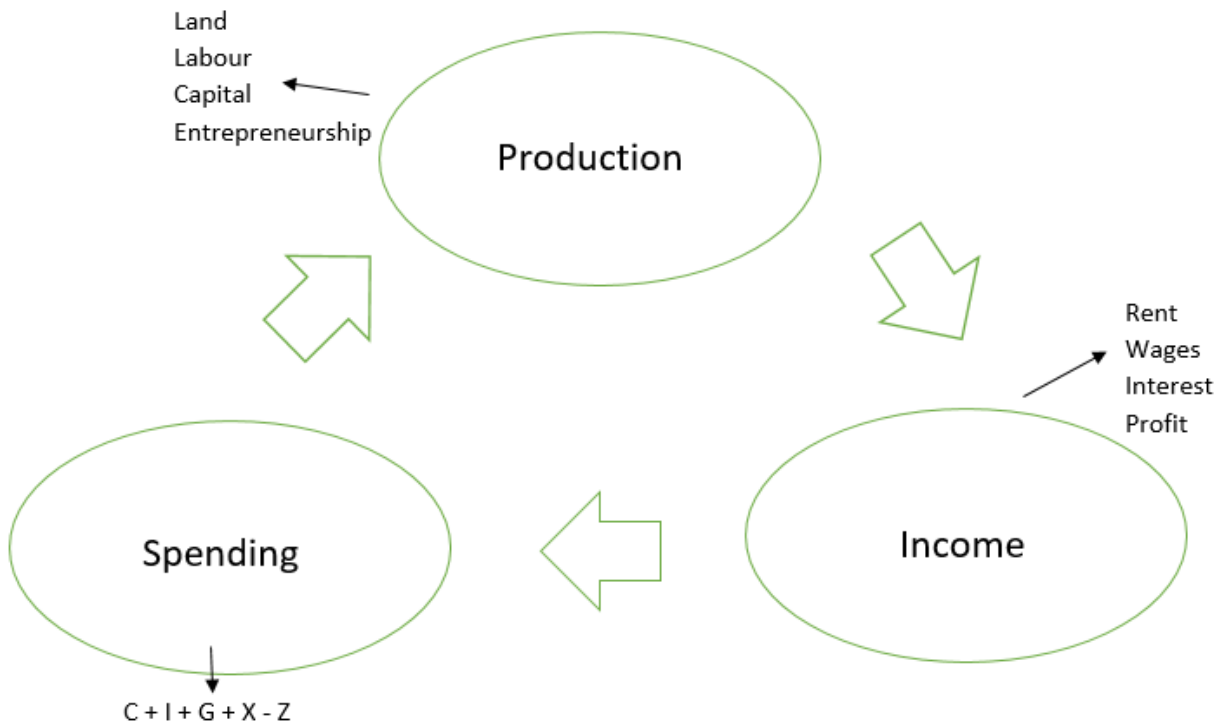 Land
Labour
Capital
Entrepreneurship
Production
Rent
Wages
Interest
Profit
Spending
Income
C + I + G + X - Z